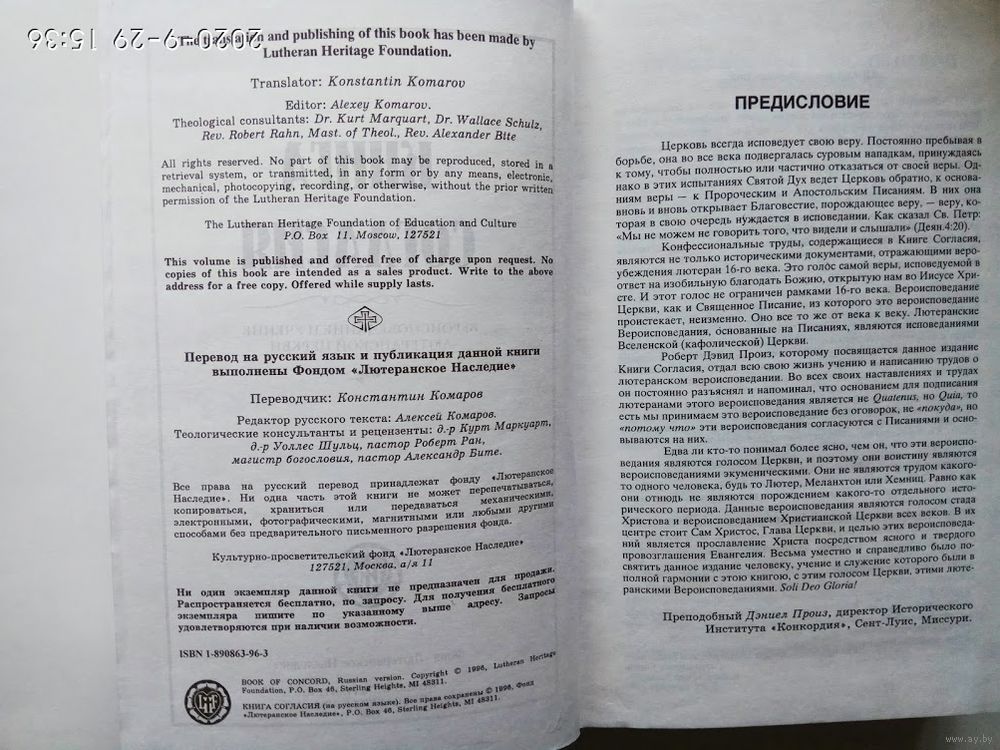 2020-9-29 15:36
The translation and publishing of this book has been made by
Lutheran Heritage Foundation.
Translator: Konstantin Komarov
Editor: Alexey Komarov.
Theological consultants: Dr. Kurt Marquart, Dr. Wallace Schulz,
Rev. Robert Rahn, Mast. of Theol., Rev. Alexander Bite
All rights reserved. No part of this book may be reproduced, stored in a
retrieval system, or transmitted, in any form or by any means, electronic,
mechanical, photocopying, recording, or otherwise, without the prior written
permission of the Lutheran Heritage Foundation.
The Lutheran Heritage Foundation of Education and Culture
P.O. Box 11, Moscow, 127521
This volume is published and offered free of charge upon request. No
copies of this book are intended as a sales product. Write to the above
address for a free copy. Offered while supply lasts.
Перевод на русский язык и публикация данной книги
выполнены Фондом «Лютеранское Наследие»
Переводчик: Константин Комаров
Редактор русского текста: Алексей Комаров.
Теологические консультанты и рецензенты: д.-р Курт Маркуарт,
д.-р Уоллес Шульц, пастор Роберт Ран,
магистр богословия, пастор Александр Бите.
Все права на русский перевод принадлежат фонду «Лютеранское
Наследие». Ни одна часть этой книги не может перепечатываться,
копироваться, храниться или передаваться механическими,
электронными, фотографическими, магнитными или любыми другими
способами без предварительного письменного разрешения фонда.
Культурно-просветительский фонд «Лютеранское Наследие»
127521, Москва, а/я 11
Ни один экземпляр данной книги не предназначен для продажи.
Распространяется бесплатно, по запросу. Для получения бесплатного
экземпляра пишите по указанному выше адресу. Запросы
удовлетворяются при наличии возможности.
ISBN 1-890863-96-3
BOOK OF CONCORD, Russian version. Copyright © 1996, Lutheran Heritage
Foundation, P.O. Box 46, Sterling Heights, MI 48311.
КНИГА СОГЛАСИЯ (на русском языке). Все права сохранены © 1996, Фонд
«Лютеранское Наследие», P.O. Box 46, Sterling Heights, MI 48311.
ПРЕДИСЛОВИЕ
Церковь всегда исповедует свою веру. Постоянно пребывая в
борьбе, она во все века подвергалась суровым нападкам, принуждаясь
к тому, чтобы полностью или частично отказаться от своей веры. Од-
нако в этих испытаниях Святой Дух ведет Церковь обратно, к основа-
ниям веры — к Пророческим и Апостольским Писаниям. В них она
вновь и вновь открывает Благовестие, порождающее веру, — веру, ко-
торая в свою очередь нуждается в исповедании. Как сказал Св. Петр:
«Мы не можем не говорить того, что видели и слышали» (Деян.4:20).
Конфессиональные труды, содержащиеся в Книге Согласия,
являются не только историческими документами, отражающими веро-
убеждения лютеран 16-го века. Это голос самой веры, исповедуемой в
ответ на изобильную благодать Божию, открытую нам во Иисусе Хри-
сте. И этот голос не ограничен рамками 16-го века. Вероисповедание
Церкви, как и Священное Писание, из которого это вероисповедание
проистекает, неизменно. Оно все то же от века к веку. Лютеранские
Вероисповедания, основанные на Писаниях, являются исповеданиями
Вселенской (кафолической) Церкви.
Роберт Дэвид Произ, которому посвящается данное издание
Книги Согласия, отдал всю свою жизнь учению и написанию трудов о
лютеранском вероисповедании. Во всех своих наставлениях и трудах
он постоянно разъяснял и напоминал, что основанием для подписания
лютеранами этого вероисповедания является не Quatenus, но Quia, то
есть мы принимаем это вероисповедание без оговорок, не «покуда», но
«потому что» эти вероисповедания согласуются с Писаниями и осно-
вываются на них.
Едва ли кто-то понимал более ясно, чем он, что эти вероиспо-
ведания являются голосом Церкви, и поэтому они воистину являются
вероисповеданиями экуменическими. Они не являются трудом какого-
то одного человека, будь то Лютер, Меланхтон или Хемниц. Равно как
они отнюдь не являются порождением какого-то отдельного исто-
рического периода. Данные вероисповедания являются голосом стада
Христова и вероисповеданием Христианской Церкви всех веков. В их
центре стоит Сам Христос, Глава Церкви, и целью этих вероисповеда-
ний является прославление Христа посредством ясного и твердого
провозглашения Евангелия. Весьма уместно и справедливо было по-
святить данное издание человеку, учение и служение которого были в
полной гармонии с этою книгою, с этим голосом Церкви, этими люте-
ранскими Вероисповеданиями. Soli Deo Gloria!
Преподобный Дэниел Произ, директор Исторического
Института «Конкордия», Сент-Луис, Миссури.
www.ay.by